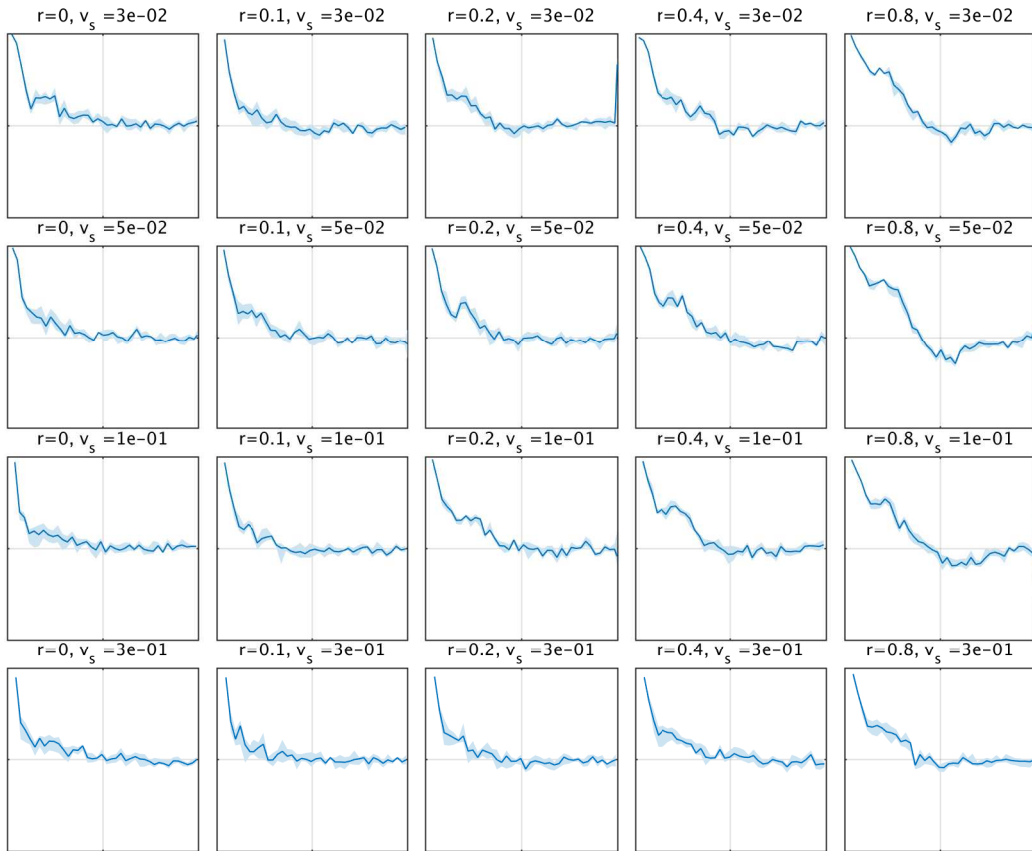 r=0, v_s =3e-02
r=0.1, v_s =3e-02
r=0.2, v_s =3e-02
r=0.4, v_s =3e-02
r=0.8, v_s =3e-02
r=0, v_s =5e-02
r=0.1, v_s =5e-02
r=0.2, v_s =5e-02
r=0.4, v_s =5e-02
r=0.8, v_s =5e-02
r=0, v_s =1e-01
r=0.1, v_s =1e-01
r=0.2, v_s =1e-01
r=0.4, v_s =1e-01
r=0.8, v_s =1e-01
r=0, v_s =3e-01
r=0.1, v_s =3e-01
r=0.2, v_s =3e-01
r=0.4, v_s =3e-01
r=0.8, v_s =3e-01